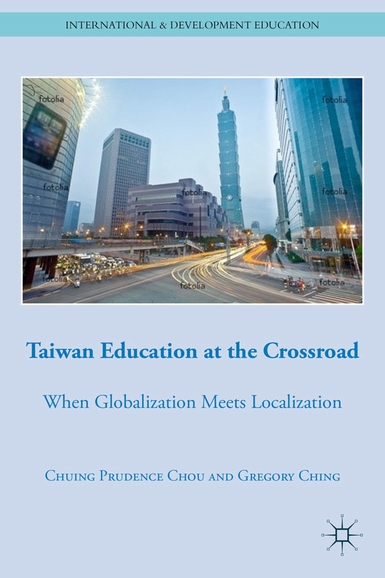 INTERNATIONAL & DEVELOPMENT EDUCATION
fotolia fotolia
fotolia fotolia fotolia
fotolia fotolia fotolia
Taiwan Education at the Crossroad
When Globalization Meets Localization
Chuing Prudence Chou and Gregory Ching